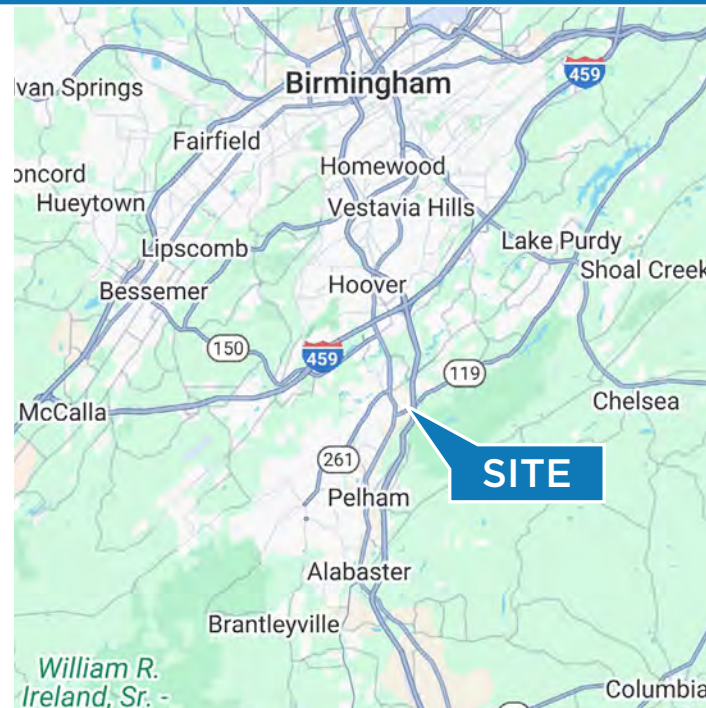 Birmingham
459
lvan Springs
Fairfield
Homewood
oncord
Hueytown
Vestavia Hills
Lipscomb
Lake Purdy
Shoal Creek
Bessemer
Hoover
150
459
119
McCalla
Chelsea
261
SITE
Pelham
Alabaster
Brantleyville
William R.
Ireland, Sr. -
Columbia